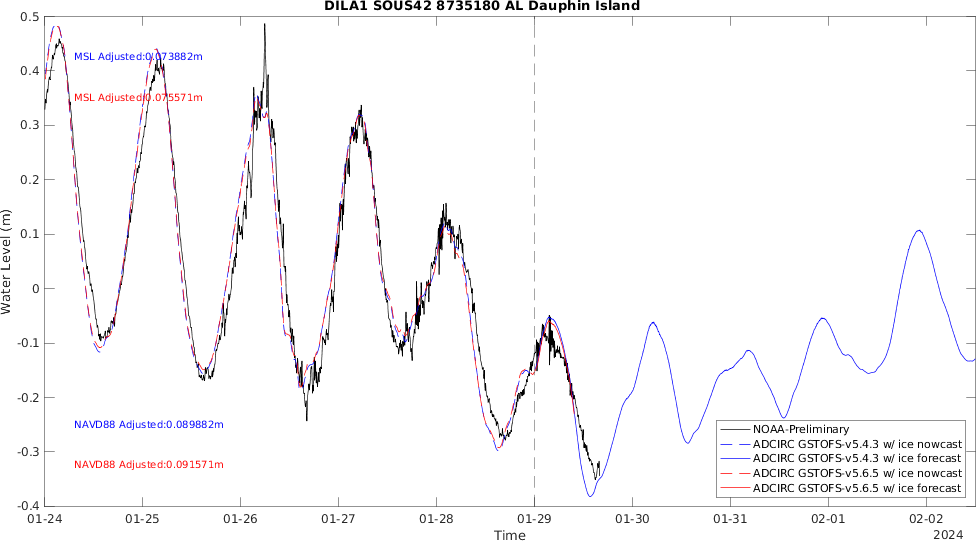 DILA1 SOUS42 8735180 AL Dauphin Island
Water Level (m)
0.5
0.4
0.3
0.2
0.1
0
-0.1
-0.2
-0.3
-0.4
MSL Adjusted:0.073882m
MSL Adjusted:0.075571m
NAVD88 Adjusted:0.089882m
NAVD88 Adjusted:0.091571m
NOAA-Preliminary
ADCIRC GSTOFS-v5.4.3 w/ ice nowcast
ADCIRC GSTOFS-v5.4.3 w/ ice forecast
ADCIRC GSTOFS-v5.6.5 w/ ice nowcast
ADCIRC GSTOFS-v5.6.5 w/ ice forecast
01-24 01-25 01-26 01-27 01-28 01-29 01-30 01-31 02-01 02-02
Time
2024